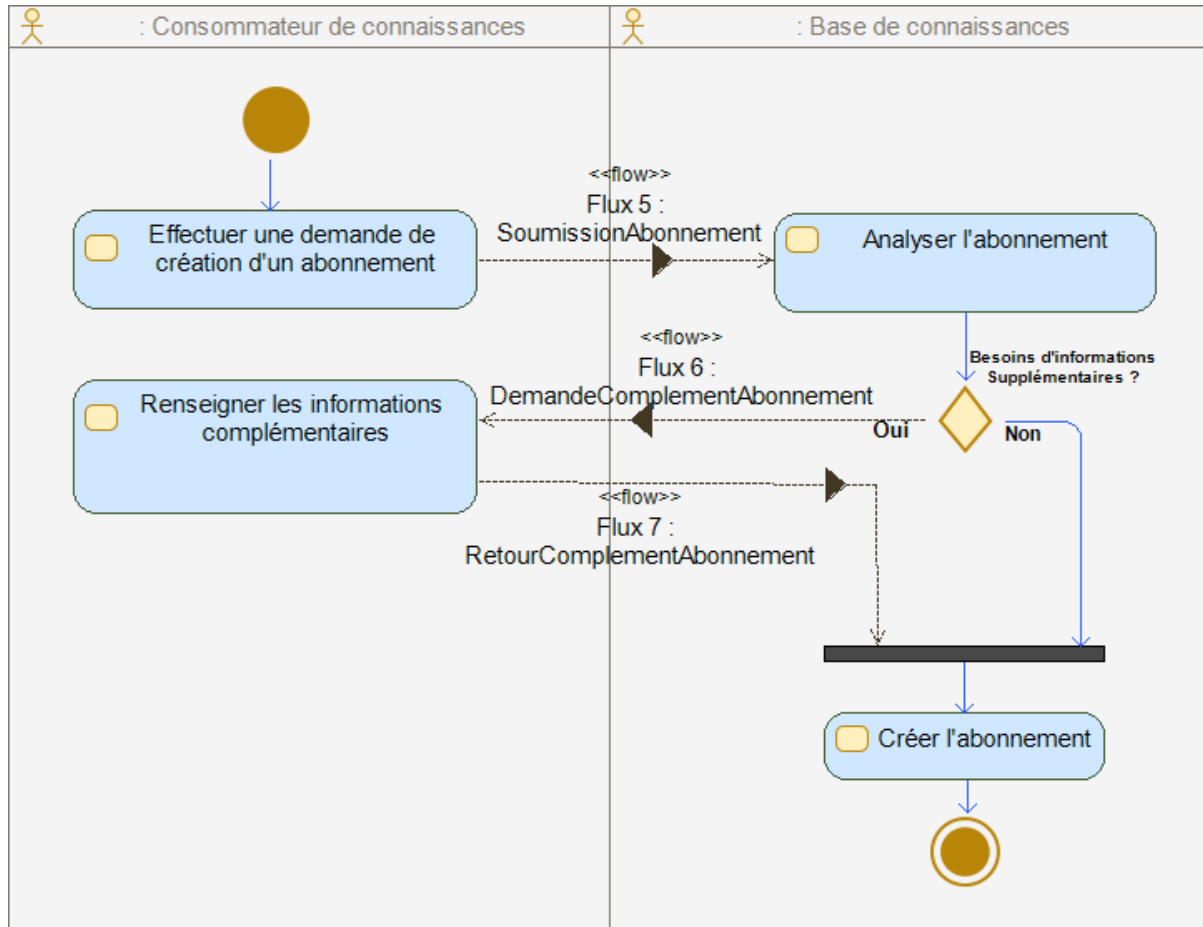 : Consommateur de connaissances
: Base de connaissances
<<flow>>
Flux 5 :
SoumissionAbonnement
Effectuer une demande de
création d'un abonnement
Analyser l'abonnement
<<flow>>
Flux 6 :
DemandeComplementAbonnement
Besoins d'informations
Supplémentaires ?
Renseigner les informations
complémentaires
Oui
Non
<<flow>>
Flux 7 :
RetourComplementAbonnement
Créer l'abonnement